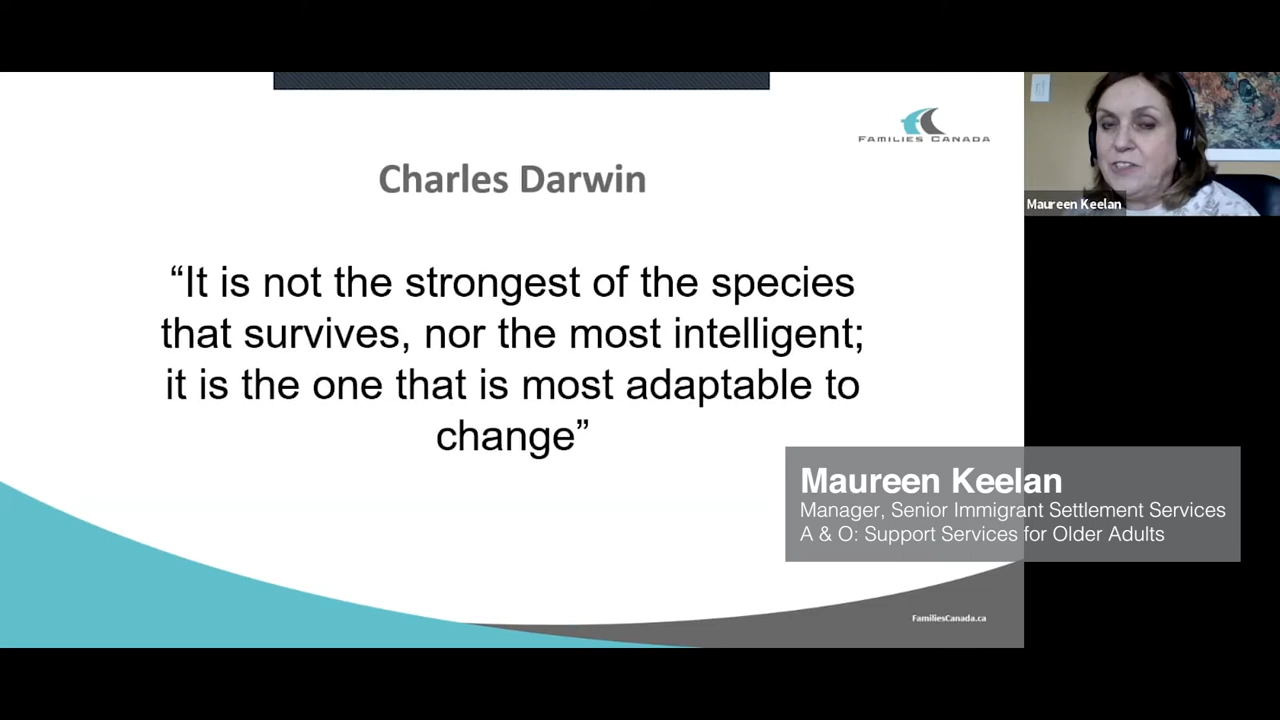 FAMILIES CANADA
Charles Darwin
“It is not the strongest of the species
that survives, nor the most intelligent;
it is the one that is most adaptable to
change”
Maureen Keelan
Maureen Keelan
Manager, Senior Immigrant Settlement Services
A & O: Support Services for Older Adults
FamiliesCanada.ca